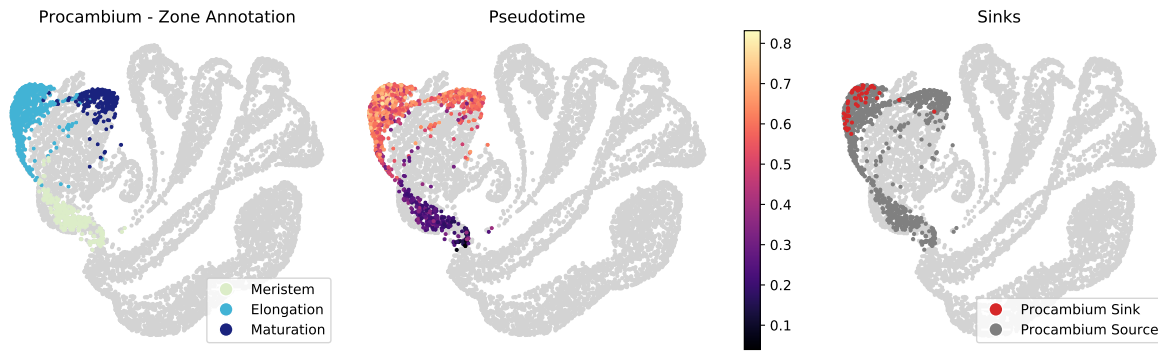 Procambium - Zone Annotation
Meristem
Elongation
Maturation
Pseudotime
0.8
0.7
0.6
0.5
0.4
0.3
0.2
0.1
Sinks
Procambium Sink
Procambium Source